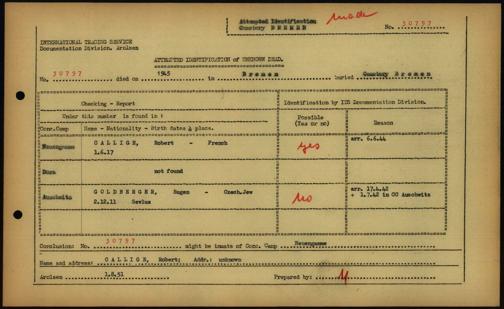 Attempted Identification
Cemetery BREMEN
made
No. 30797
INTERNATIONAL TRACING SERVICE
Documentation Division. Arolsen
ATTEMPTED IDENTIFICATION of UNKNOWN DEAD.
No. 30797 died on 1945 in Bremen buried Cemetery Bremen
Checking - Report
Identification by ITS Documentation Division.
Under this number is found in :
Possible
(Yes or no)
Reason
Conc.Camp
Name - Nationality - Birth dates & place.
Neuengamme
CALLIGE, Robert - French
1.6.17
yes
arr. 6.6.44
Dora
not found
Auschwitz
GOLDBERGER, Eugen - Czech.Jew
2.12.11 Sevlus
no
arr. 17.4.42
+ 1.7.42 in CC Auschwitz
Conclusion: No. 30797 might be inmate of Conc. Camp Neuengamme
Name and address: CALLIGE, Robert; Addr.: unknown
Arolsen 1.8.51 Prepared by: